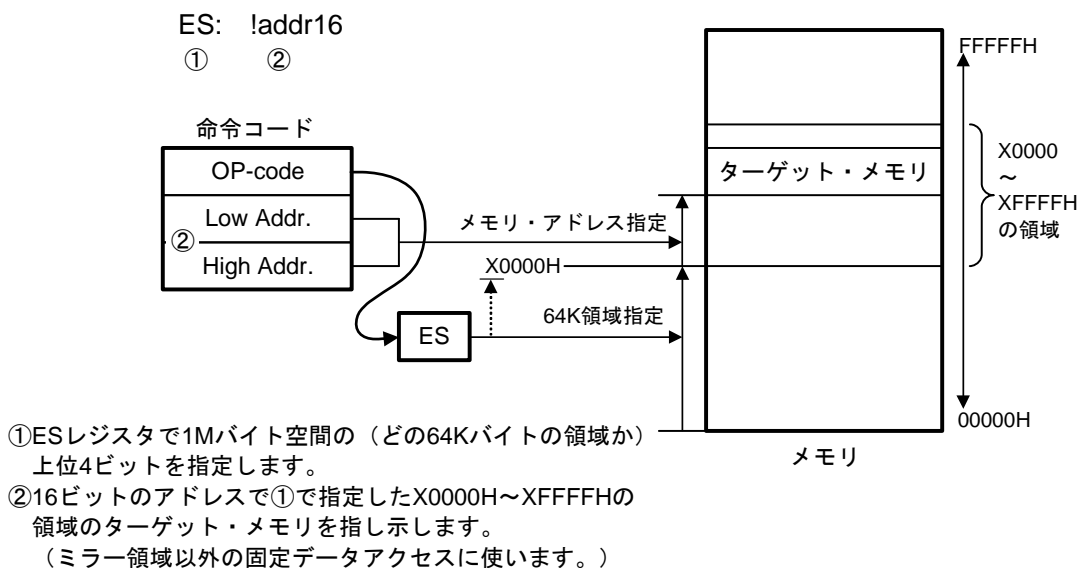 ES: !addr16
① ②
命令コード
OP-code
Low Addr.
②
High Addr.
ES
メモリ・アドレス指定
X0000H
64K領域指定
ターゲット・メモリ
FFFFFH
X0000
～
XFFFFH
の領域
00000H
メモリ
①ESレジスタで1Mバイト空間の（どの64Kバイトの領域か）
上位4ビットを指定します。
②16ビットのアドレスで①で指定したX0000H～XFFFFHの
領域のターゲット・メモリを指し示します。
（ミラー領域以外の固定データアクセスに使います。）